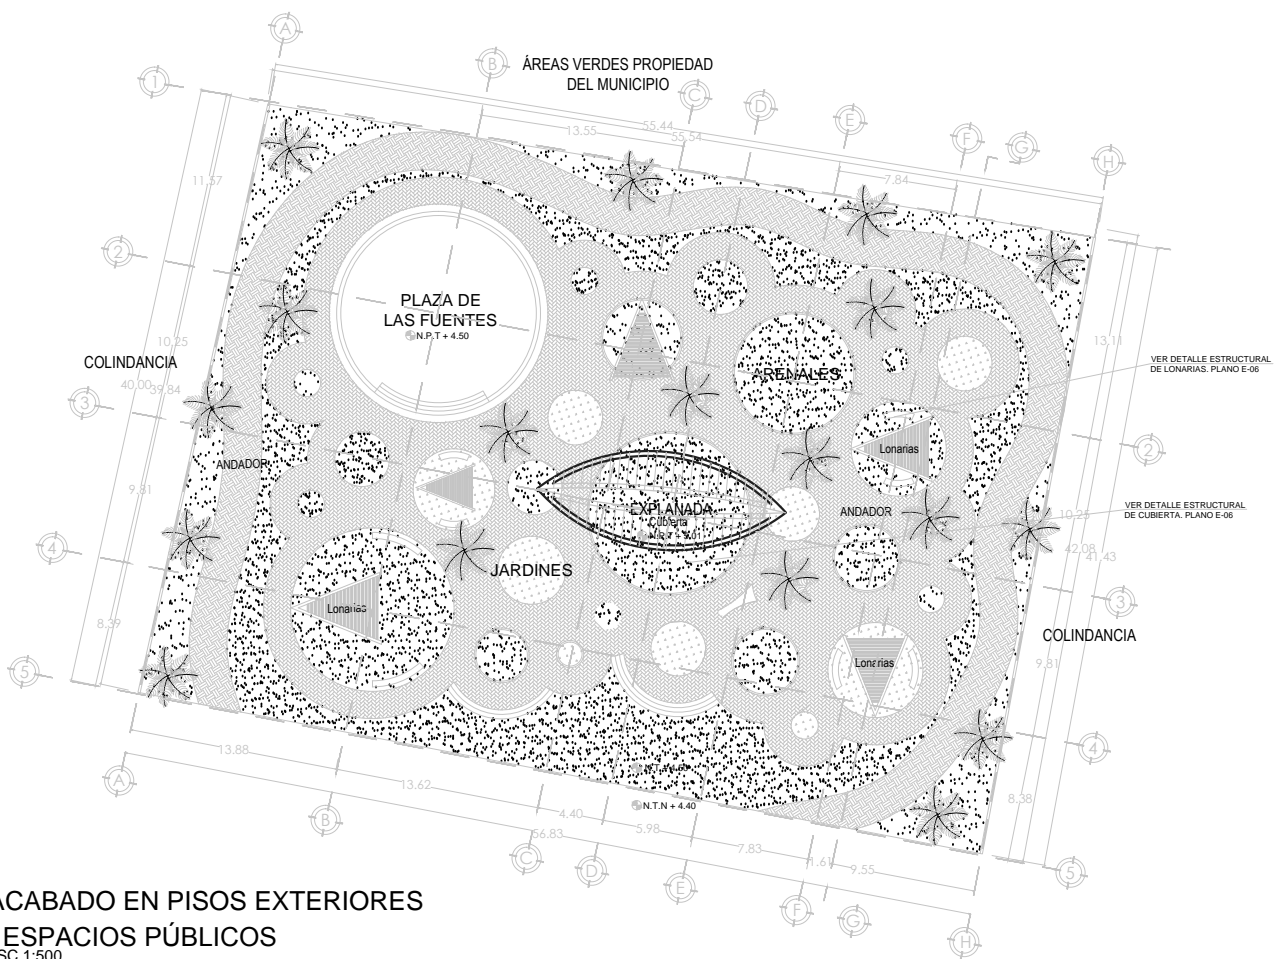 A
B
ÁREAS VERDES PROPIEDAD
DEL MUNICIPIO
1
C
D
E
F
G
H
13.55
55.44
55.54
7.84
11.57
2
PLAZA DE
LAS FUENTES
N.P.T + 4.50
10.25
COLINDANCIA
40.00
39.84
3
13.11
VER DETALLE ESTRUCTURAL
DE LONARIAS. PLANO E-06
ARENALES
Lonarias
2
ANDADOR
9.81
EXPLANADA
Cubierta
ANDADOR
VER DETALLE ESTRUCTURAL
DE CUBIERTA. PLANO E-06
10.25
42.08
41.43
4
JARDINES
Lonarias
3
COLINDANCIA
8.39
5
Lonarias
9.81
4
13.88
13.62
N.T.N + 4.40
8.38
A
B
4.40
5.98
56.83
7.83
1.61
9.55
C
D
E
F
G
H
5
ACABADO EN PISOS EXTERIORES
ESPACIOS PÚBLICOS
SC 1:500